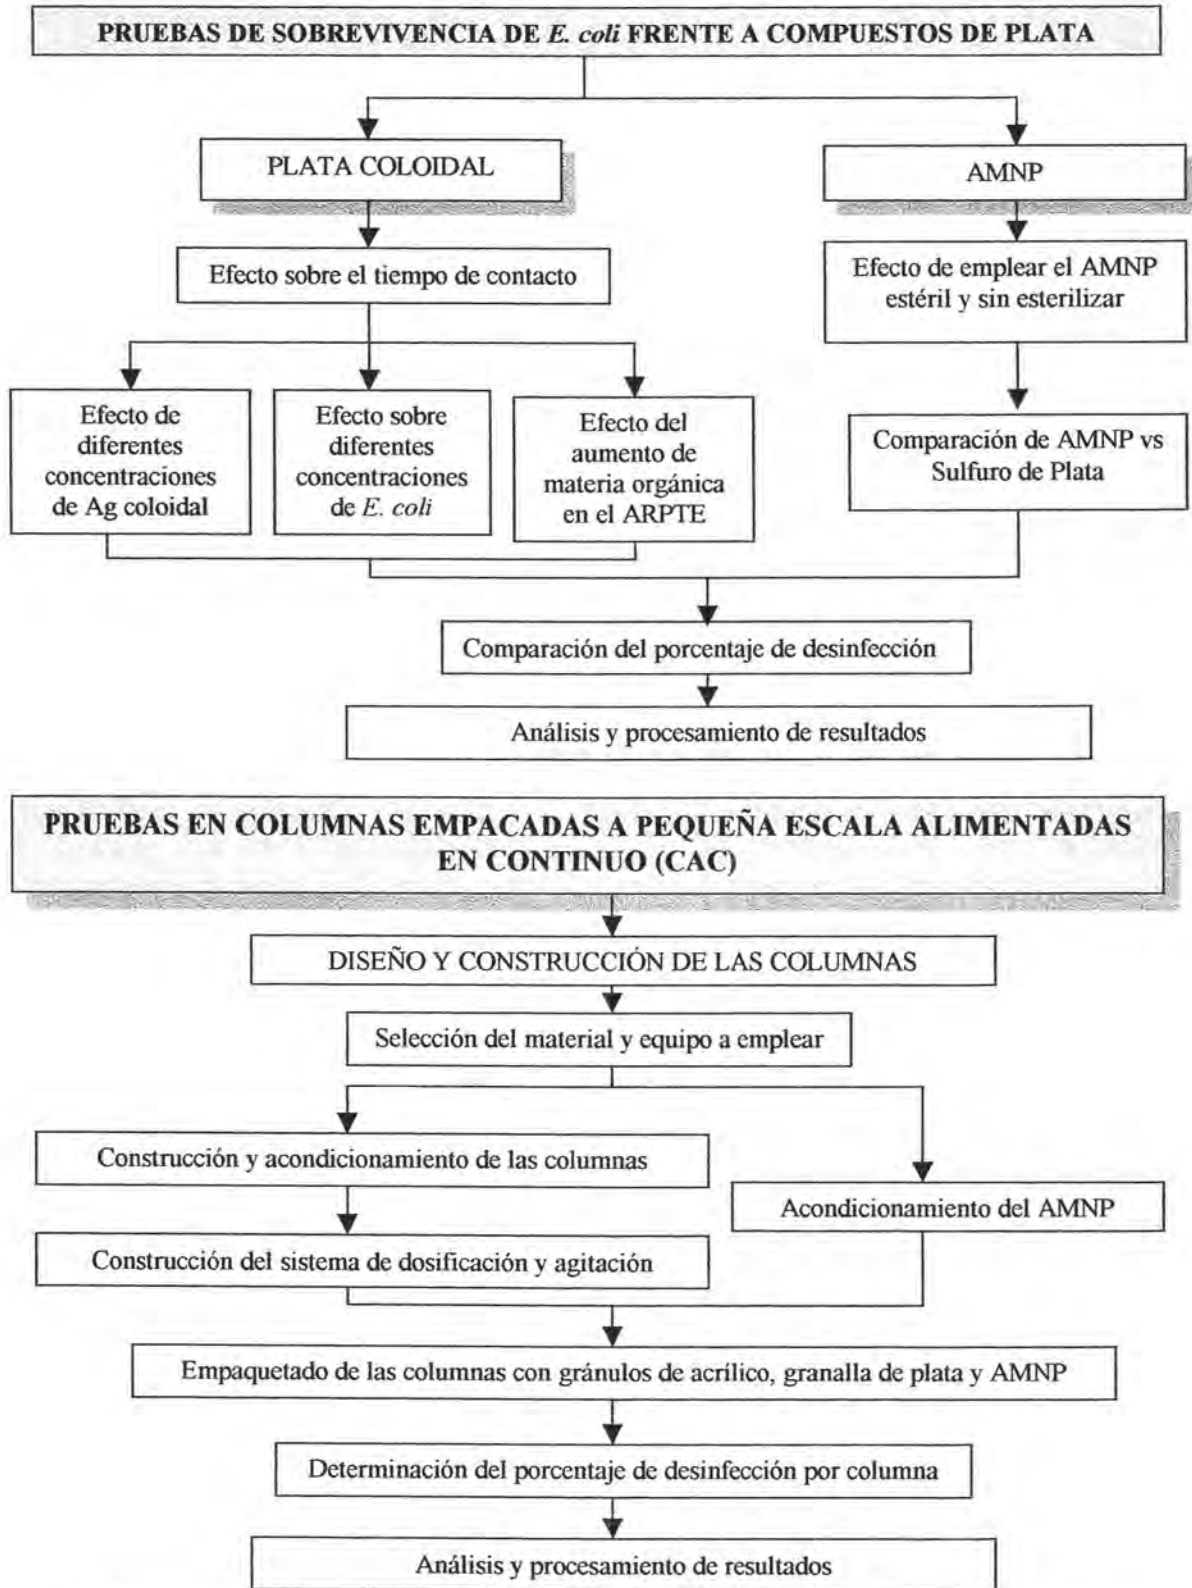 PRUEBAS DE SOBREVIVENCIA DE E. coli FRENTE A COMPUESTOS DE PLATA
PLATA COLOIDAL
AMNP
Efecto sobre el tiempo de contacto
Efecto de emplear el AMNP
estéril y sin esterilizar
Efecto de
diferentes
concentraciones
de Ag coloidal
Efecto sobre
diferentes
concentraciones
de E. coli
Efecto del
aumento de
materia orgánica
en el ARPTE
Comparación de AMNP vs
Sulfuro de Plata
Comparación del porcentaje de desinfección
Análisis y procesamiento de resultados
PRUEBAS EN COLUMNAS EMPACADAS A PEQUEÑA ESCALA ALIMENTADAS
EN CONTINUO (CAC)
DISEÑO Y CONSTRUCCIÓN DE LAS COLUMNAS
Selección del material y equipo a emplear
Construcción y acondicionamiento de las columnas
Acondicionamiento del AMNP
Construcción del sistema de dosificación y agitación
Empaquetado de las columnas con gránulos de acrílico, granalla de plata y AMNP
Determinación del porcentaje de desinfección por columna
Análisis y procesamiento de resultados